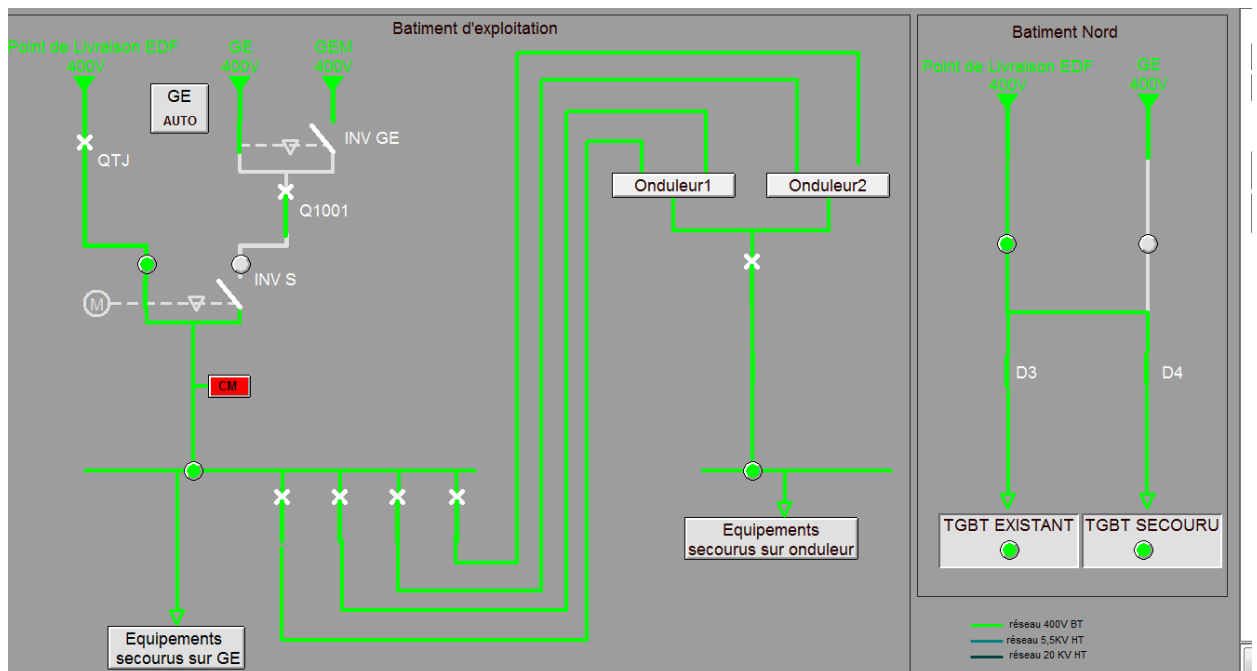 Batiment d'exploitation
Point de Livraison EDF
400V
GE
400V
GEM
400V
GE
AUTO
QTJ
INV GE
Q1001
INV S
M
CM
Onduleur1
Onduleur2
Equipements
secourus sur onduleur
Equipements
secourus sur GE
Batiment Nord
Point de Livraison EDF
400V
GE
400V
D3
D4
TGBT EXISTANT
TGBT SECOURU
réseau 400V BT
réseau 5,5KV HT
réseau 20 KV HT